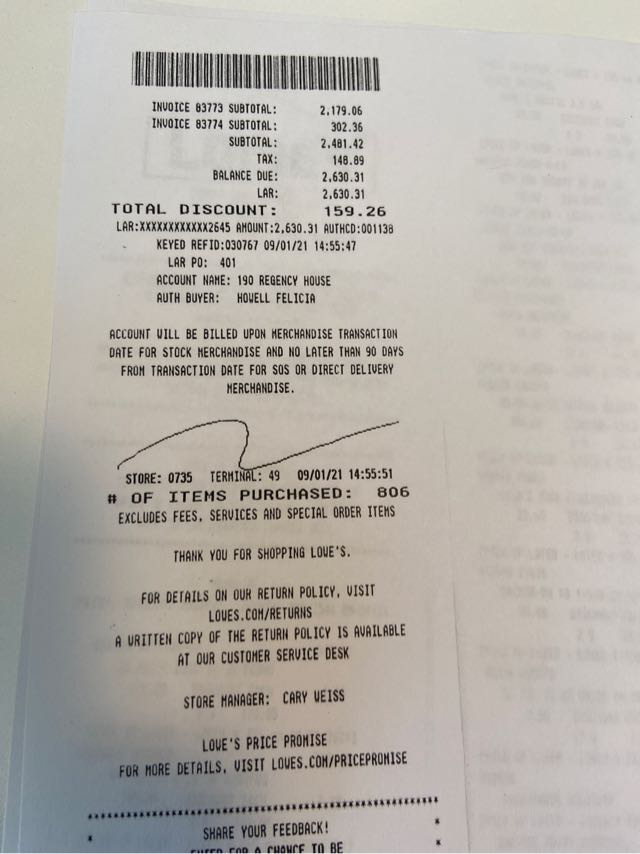 INVOICE 83773 SUBTOTAL: 2,179.06
INVOICE 83774 SUBTOTAL: 302.36
SUBTOTAL: 2,481.42
TAX: 148.89
BALANCE DUE: 2,630.31
LAR: 2,630.31
TOTAL DISCOUNT: 159.26
LAR:XXXXXXXXXXXX2645 AMOUNT:2,630.31 AUTHCD:001138
KEYED REFID:030767 09/01/21 14:55:47
LAR PO: 401
ACCOUNT NAME: 190 REGENCY HOUSE
AUTH BUYER: HOWELL FELICIA
ACCOUNT WILL BE BILLED UPON MERCHANDISE TRANSACTION
DATE FOR STOCK MERCHANDISE AND NO LATER THAN 90 DAYS
FROM TRANSACTION DATE FOR SOS OR DIRECT DELIVERY
MERCHANDISE.
STORE: 0735 TERMINAL: 49 09/01/21 14:55:51
# OF ITEMS PURCHASED: 806
EXCLUDES FEES, SERVICES AND SPECIAL ORDER ITEMS
THANK YOU FOR SHOPPING LOWE'S.
FOR DETAILS ON OUR RETURN POLICY, VISIT
LOWES.COM/RETURNS
A WRITTEN COPY OF THE RETURN POLICY IS AVAILABLE
AT OUR CUSTOMER SERVICE DESK
STORE MANAGER: CARY WEISS
LOWE'S PRICE PROMISE
FOR MORE DETAILS, VISIT LOWES.COM/PRICEPROMISE
****************************************************
* SHARE YOUR FEEDBACK! *
* ENTER FOR A CHANCE TO BE *